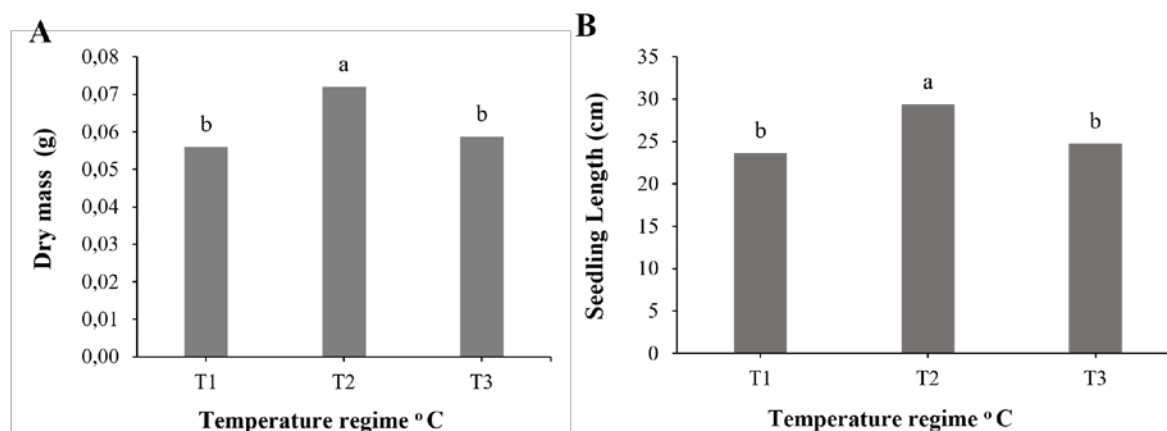 A
Dry mass (g)
0,08
0,07
0,06
0,05
0,04
0,03
0,02
0,01
0,00
b
a
b
T1
T2
T3
Temperature regime º C
B
Seedling Length (cm)
35
30
25
20
15
10
5
0
b
a
b
T1
T2
T3
Temperature regime º C